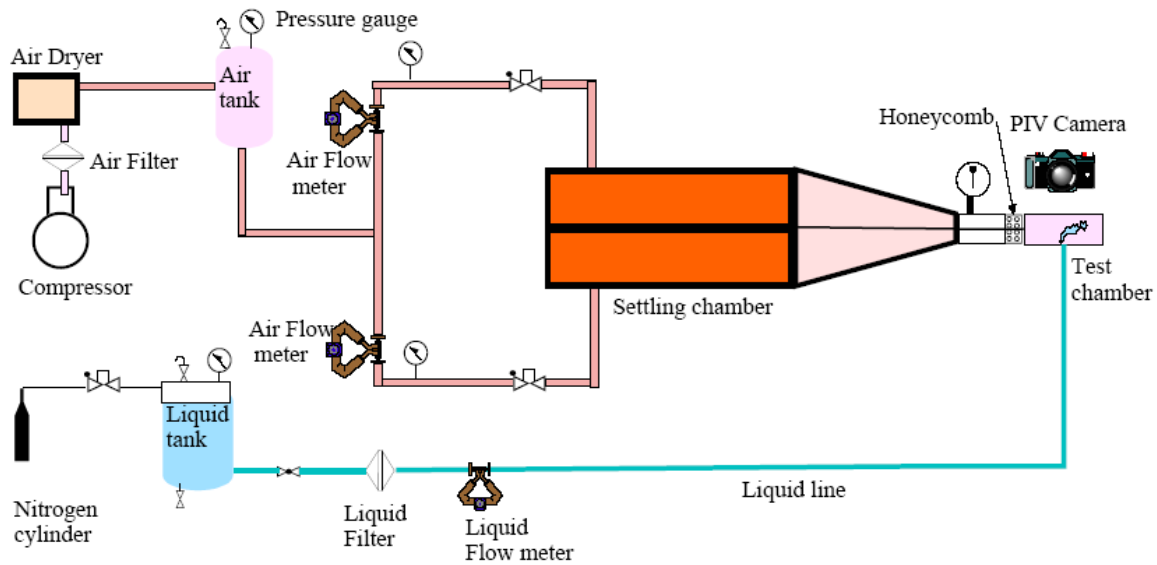 Pressure gauge
Air Dryer
Air
tank
Air Filter
Air Flow
meter
Honeycomb
PIV Camera
Compressor
Settling chamber
Test
chamber
Air Flow
meter
Liquid
tank
Nitrogen
cylinder
Liquid
Filter
Liquid
Flow meter
Liquid line